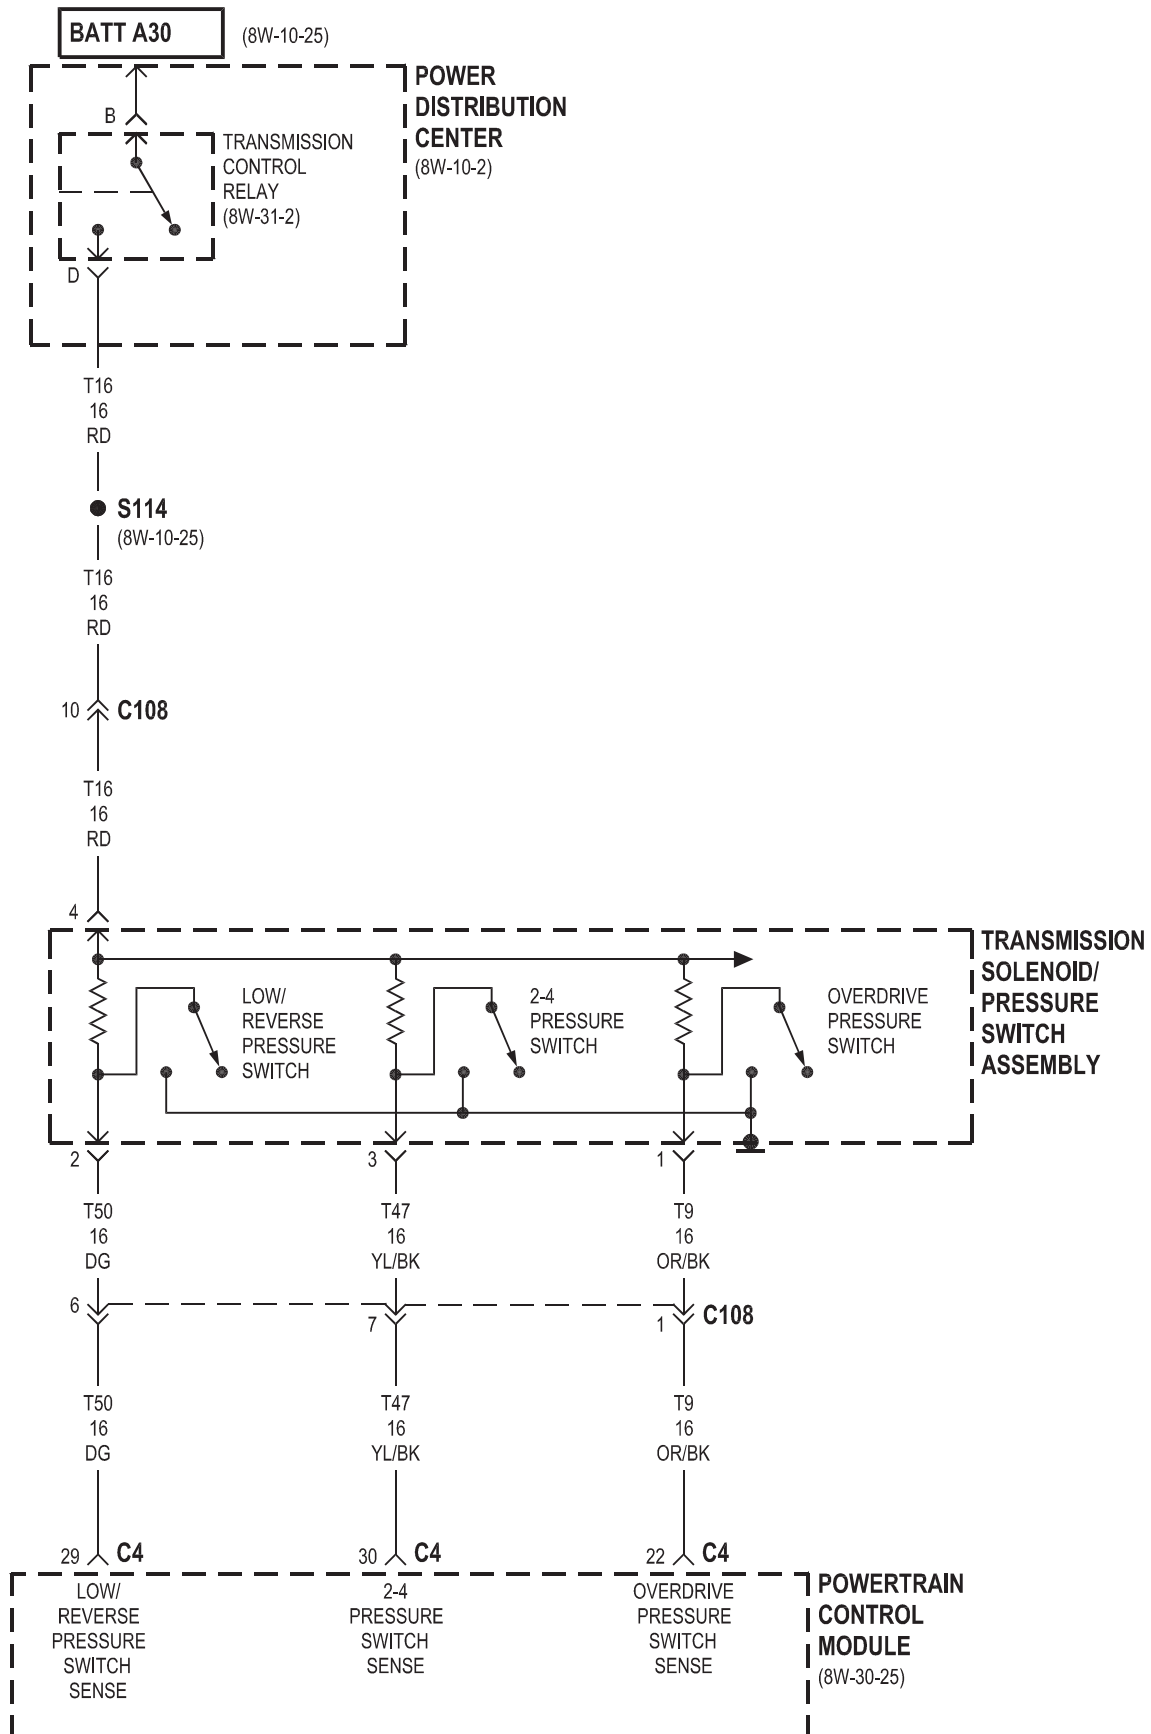 BATT A30
(8W-10-25)
POWER
DISTRIBUTION
CENTER
(8W-10-2)
B
TRANSMISSION
CONTROL
RELAY
(8W-31-2)
D
T16
16
RD
S114
(8W-10-25)
T16
16
RD
10
C108
T16
16
RD
4
TRANSMISSION
SOLENOID/
PRESSURE
SWITCH
ASSEMBLY
LOW/
REVERSE
PRESSURE
SWITCH
2-4
PRESSURE
SWITCH
OVERDRIVE
PRESSURE
SWITCH
2
3
1
T50
16
DG
T47
16
YL/BK
T9
16
OR/BK
6
7
1
C108
T50
16
DG
T47
16
YL/BK
T9
16
OR/BK
29
C4
30
C4
22
C4
LOW/
REVERSE
PRESSURE
SWITCH
SENSE
2-4
PRESSURE
SWITCH
SENSE
OVERDRIVE
PRESSURE
SWITCH
SENSE
POWERTRAIN
CONTROL
MODULE
(8W-30-25)